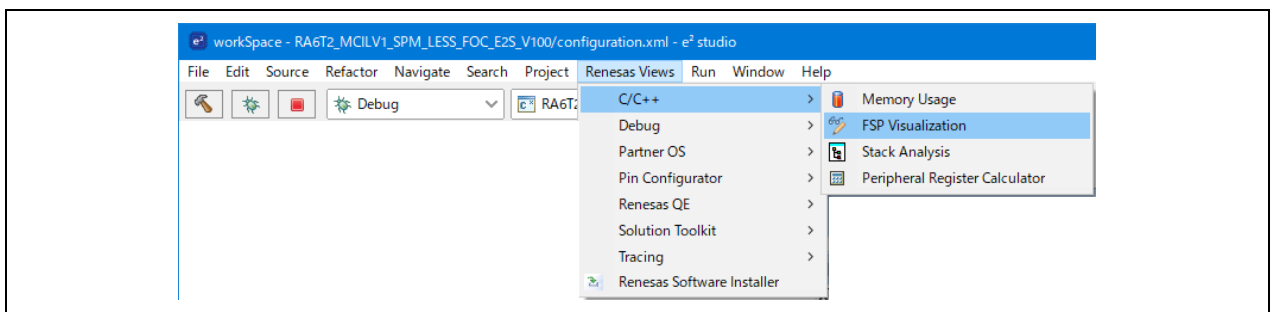 workSpace - RA6T2_MCILV1_SPM_LESS_FOC_E2S_V100/configuration.xml - e² studio
File Edit Source Refactor Navigate Search Project Renesas Views Run Window Help
Debug
C/C++
Memory Usage
Debug
FSP Visualization
Partner OS
Stack Analysis
Pin Configurator
Peripheral Register Calculator
Renesas QE
Solution Toolkit
Tracing
Renesas Software Installer